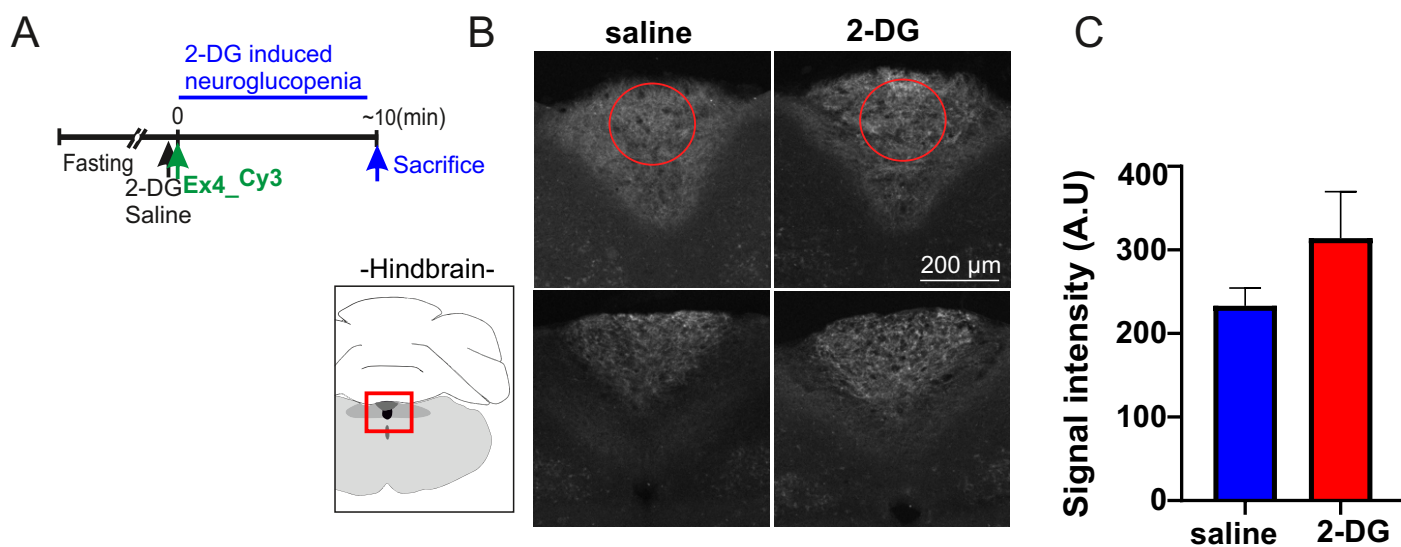 A
2-DG induced
neuroglucopenia
0
~10(min)
Fasting
2-DG
Saline
Ex4_Cy3
Sacrifice
-Hindbrain-
B
saline
2-DG
200 µm
C
Signal intensity (A.U)
400
300
200
100
0
saline
2-DG